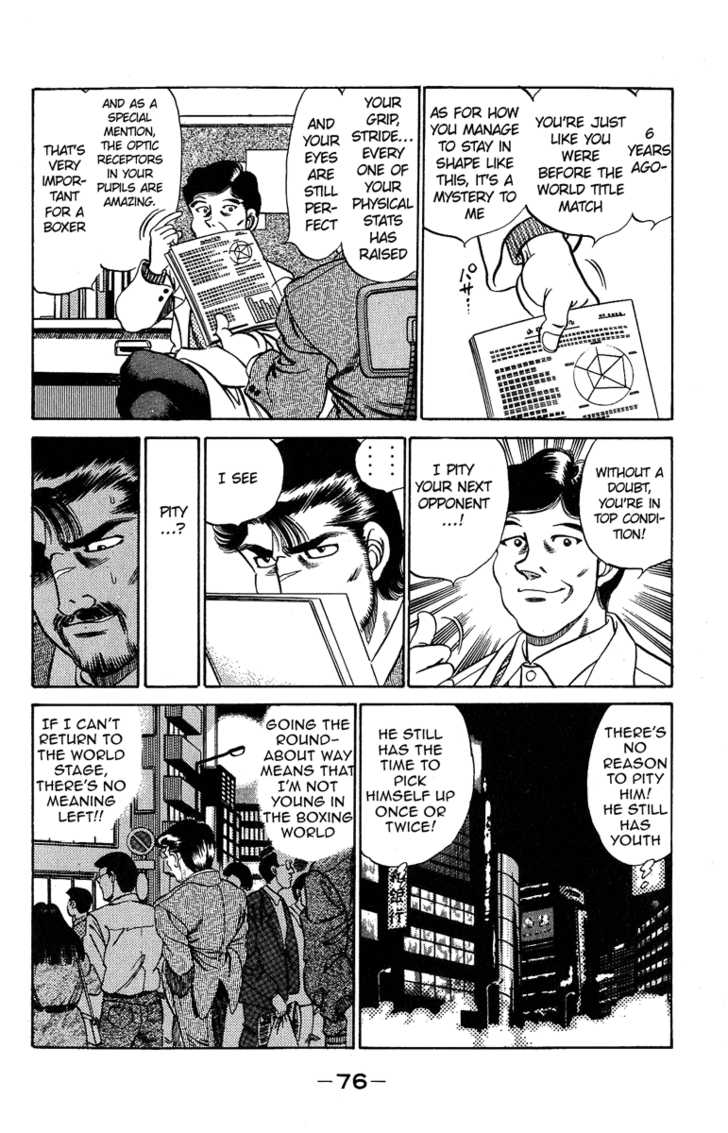 6
YEARS
AGO-
YOU'RE JUST
LIKE YOU
WERE
BEFORE THE
WORLD TITLE
MATCH
AS FOR HOW
YOU MANAGE
TO STAY IN
SHAPE LIKE
THIS, IT'S A
MYSTERY TO
ME
パサ
YOUR
GRIP,
STRIDE...
EVERY
ONE OF
YOUR
PHYSICAL
STATS
HAS
RAISED
AND
YOUR
EYES
ARE
STILL
PER-
FECT
AND AS A
SPECIAL
MENTION,
THE OPTIC
RECEPTORS
IN YOUR
PUPILS ARE
AMAZING.
THAT'S
VERY
IMPOR-
TANT
FOR A
BOXER
WITHOUT A
DOUBT,
YOU'RE IN
TOP CONDI-
TION!
I PITY
YOUR NEXT
OPPONENT
...!
......
I SEE
PITY
...?
THERE'S
NO
REASON
TO PITY
HIM!
HE STILL
HAS
YOUTH
HE STILL
HAS THE
TIME TO
PICK
HIMSELF UP
ONCE OR
TWICE!
GOING THE
ROUND-
ABOUT WAY
MEANS THAT
I'M NOT
YOUNG IN
THE BOXING
WORLD
IF I CAN'T
RETURN TO
THE WORLD
STAGE,
THERE'S NO
MEANING
LEFT!!
-76-